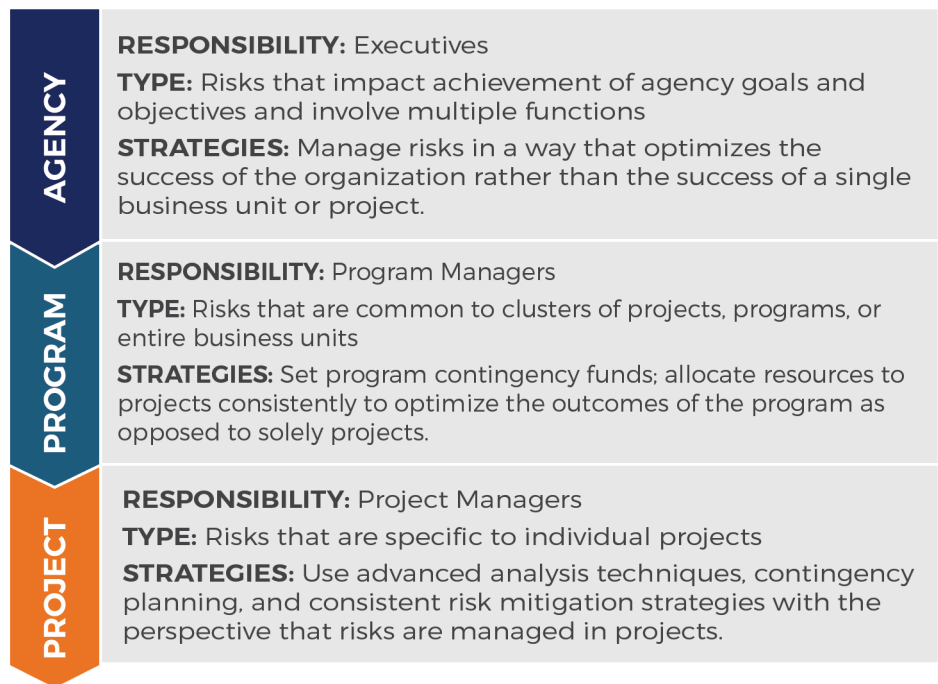 AGENCY
RESPONSIBILITY: Executives
TYPE: Risks that impact achievement of agency goals and
objectives and involve multiple functions
STRATEGIES: Manage risks in a way that optimizes the
success of the organization rather than the success of a single
business unit or project.
PROGRAM
RESPONSIBILITY: Program Managers
TYPE: Risks that are common to clusters of projects, programs, or
entire business units
STRATEGIES: Set program contingency funds; allocate resources to
projects consistently to optimize the outcomes of the program as
opposed to solely projects.
PROJECT
RESPONSIBILITY: Project Managers
TYPE: Risks that are specific to individual projects
STRATEGIES: Use advanced analysis techniques, contingency
planning, and consistent risk mitigation strategies with the
perspective that risks are managed in projects.